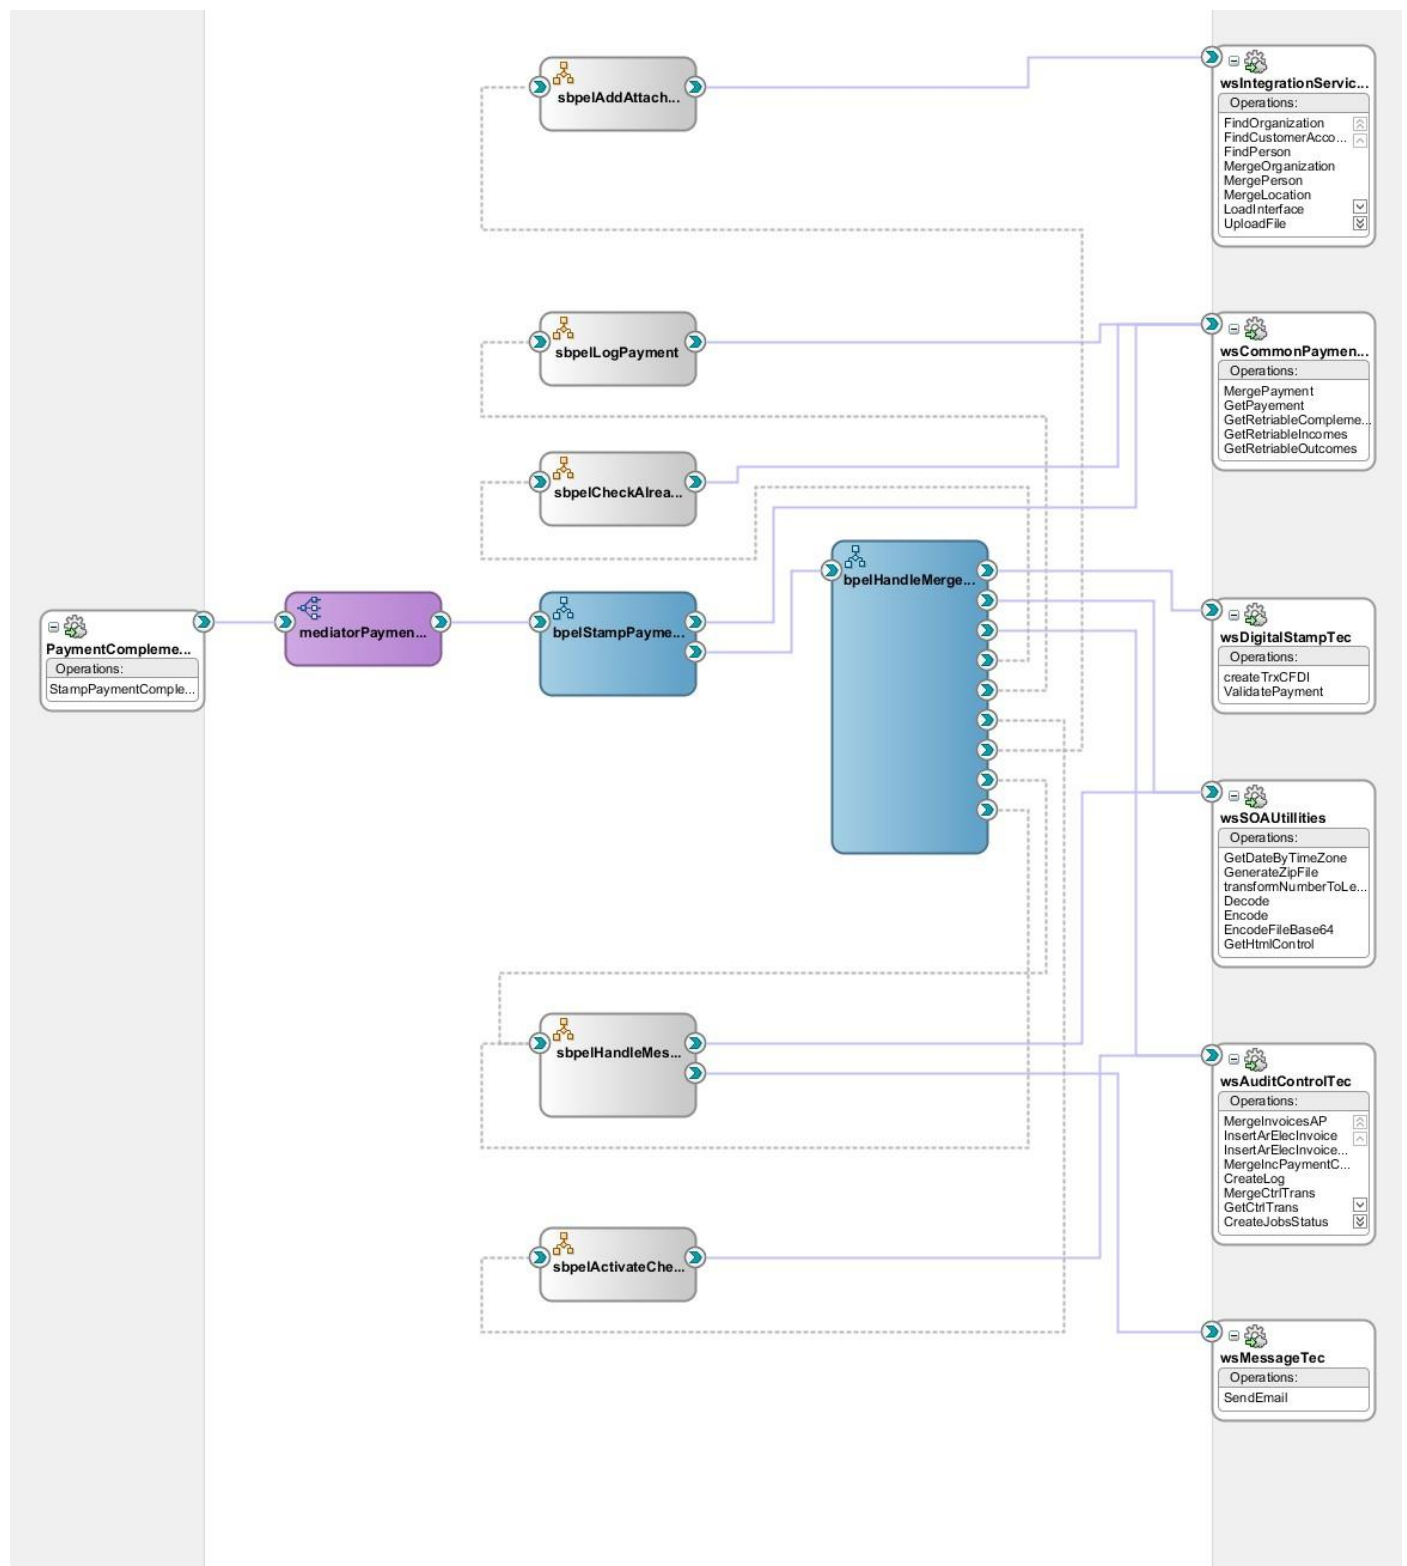 sbpelAddAttach...
wsIntegrationServic...
Operations:
FindOrganization
FindCustomerAcco...
FindPerson
MergeOrganization
MergePerson
MergeLocation
LoadInterface
UploadFile
sbpelLogPayment
wsCommonPaymen...
Operations:
MergePayment
GetPayement
GetRetriableCompleme...
GetRetriableIncomes
GetRetriableOutcomes
sbpelCheckAlrea...
bpelHandleMerge...
PaymentCompleme...
Operations:
StampPaymentComple...
mediatorPaymen...
bpelStampPayme...
wsDigitalStampTec
Operations:
createTrxCFDI
ValidatePayment
wsSOAUtillities
Operations:
GetDateByTimeZone
GenerateZipFile
transformNumberToLe...
Decode
Encode
EncodeFileBase64
GetHtmlControl
sbpelHandleMes...
wsAuditControlTec
Operations:
MergeInvoicesAP
InsertArElecInvoice
InsertArElecInvoice...
MergeIncPaymentC...
CreateLog
MergeCtrlTrans
GetCtrlTrans
CreateJobsStatus
sbpelActivateChe...
wsMessageTec
Operations:
SendEmail